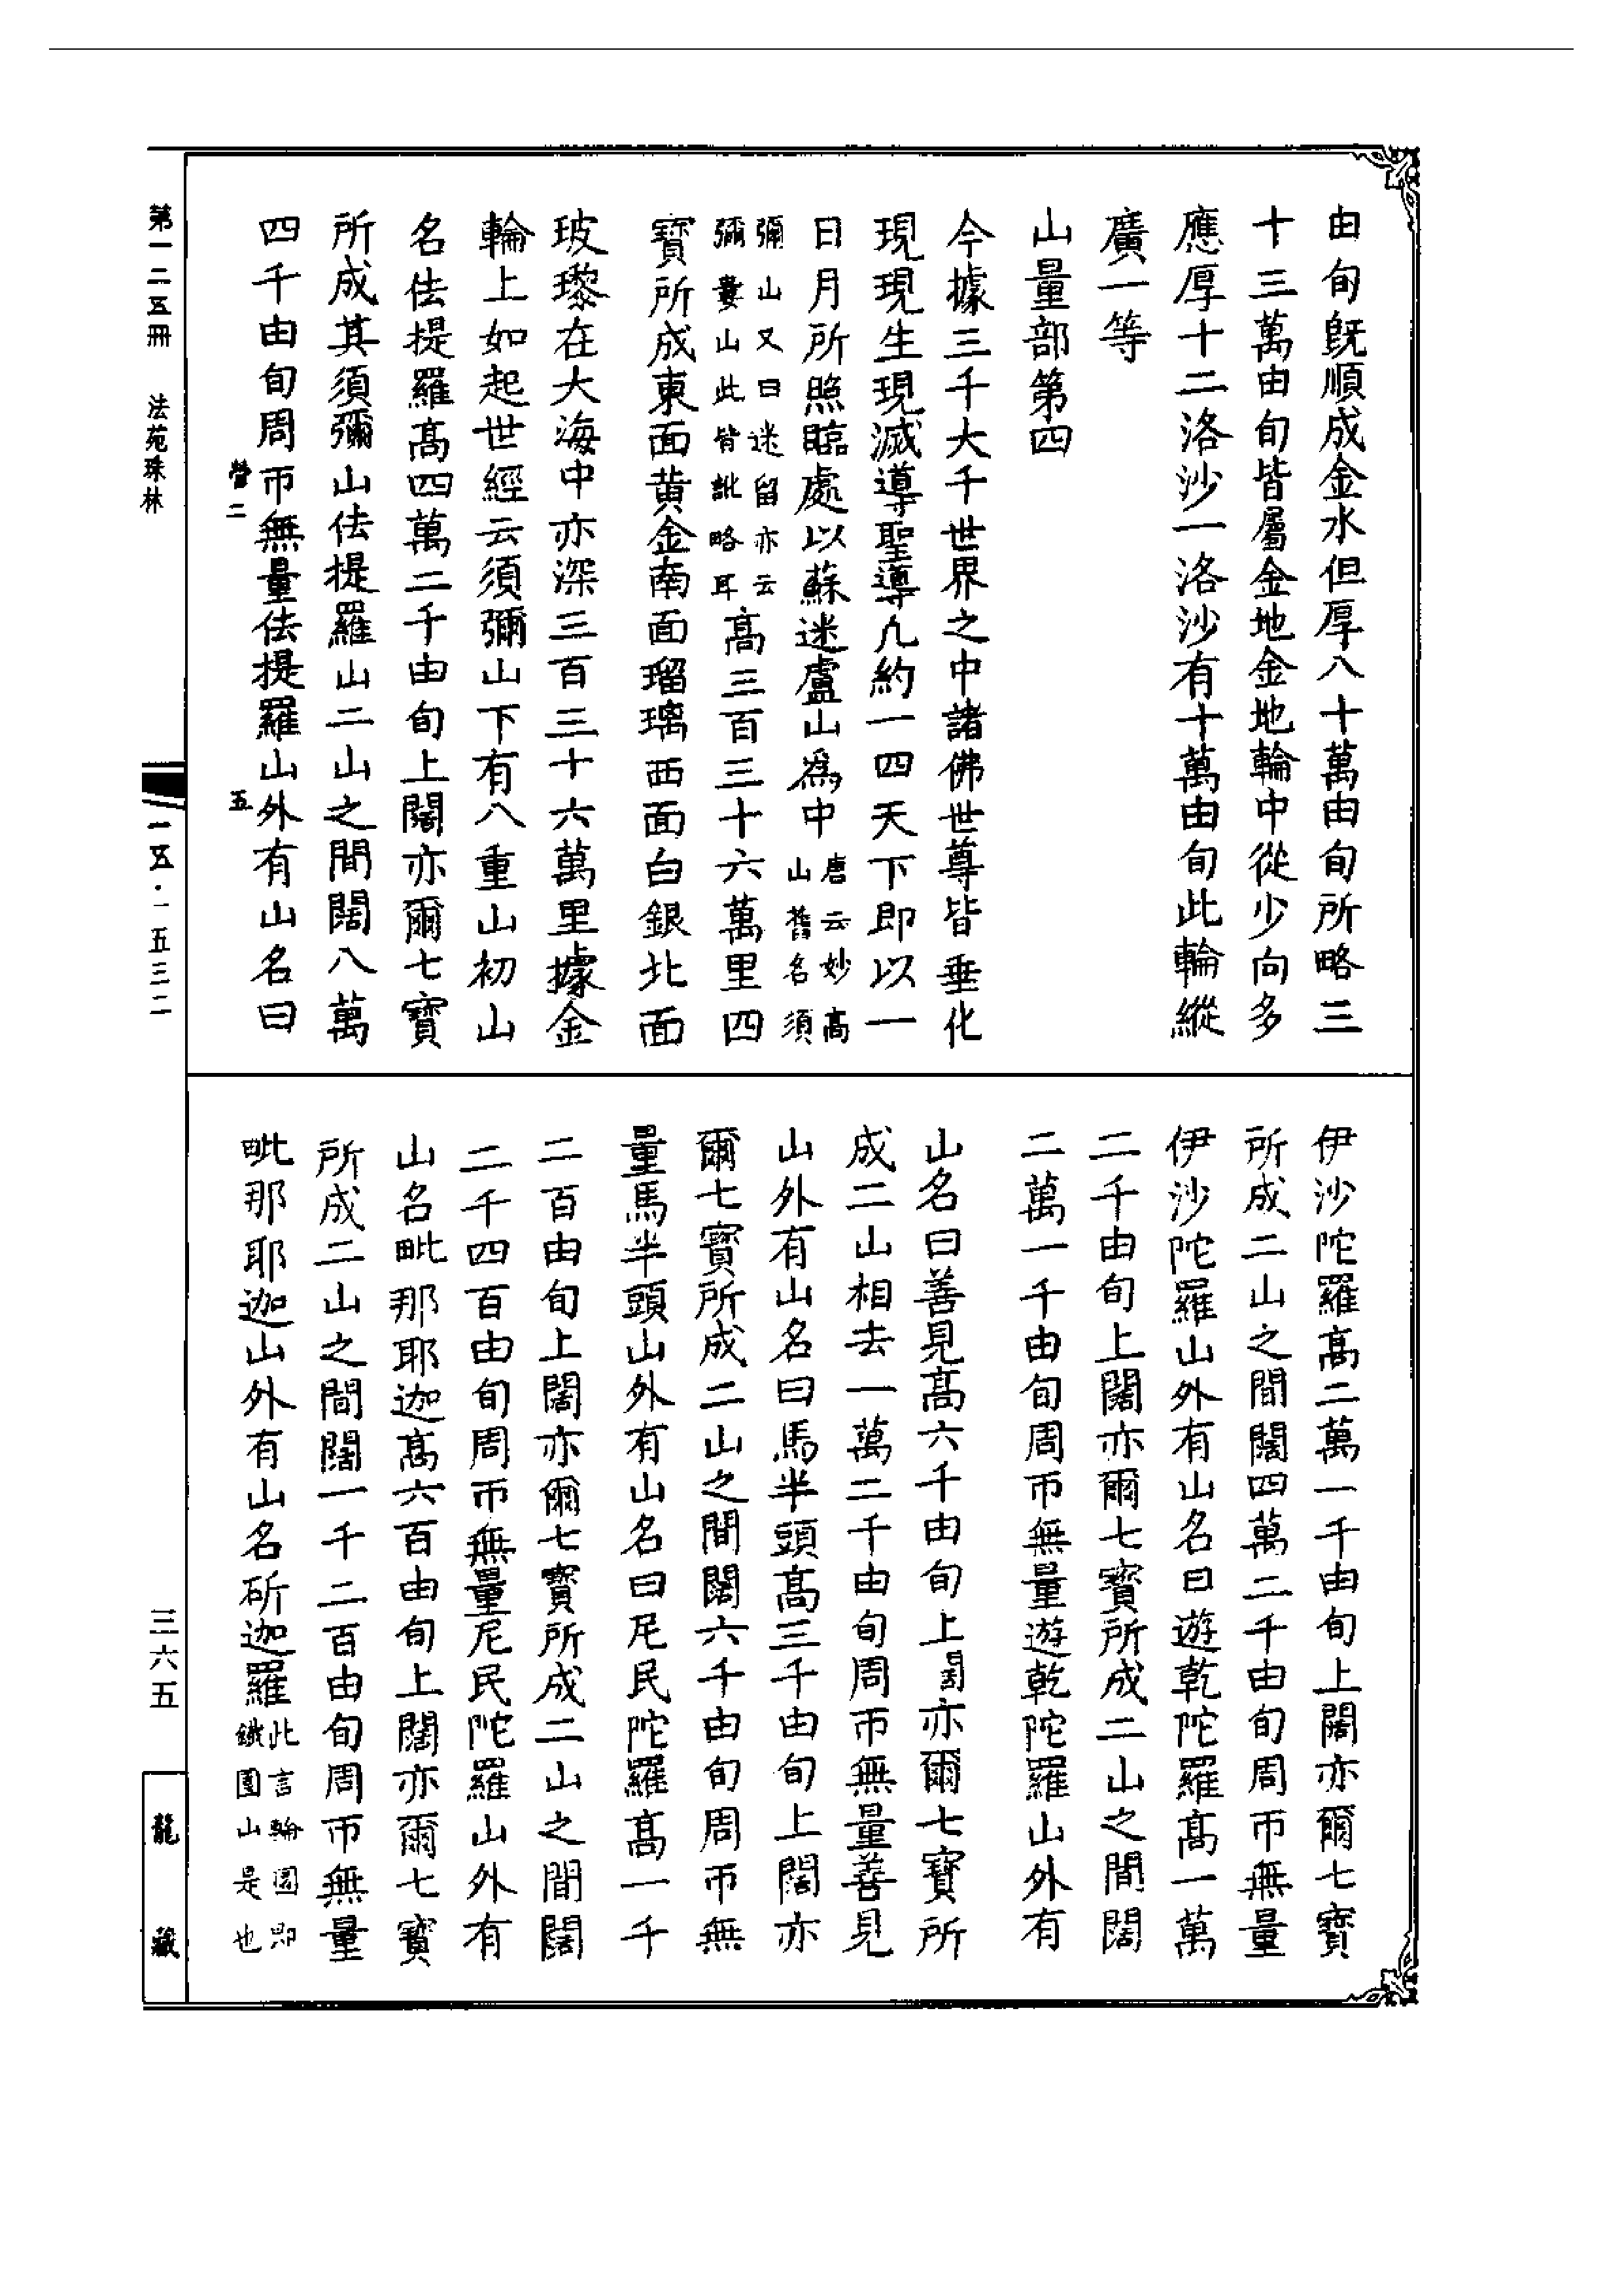 由旬既順成金水但厚八十萬由旬所略三
十三萬由旬皆屬金地金地輪中從少向多
應厚十二洛沙一洛沙有十萬由旬此輪縱
廣一等
山量部第四
今據三千大千世界之中諸佛世尊皆垂化
現現生現滅導聖導凡約一四天下即以一
日月所照臨處以蘇迷盧山為中唐云妙高山舊名須
彌山又曰迷留亦云彌婁山此皆訛略耳高三百三十六萬里四
寶所成東面黃金南面瑠璃西面白銀北面
玻瓈在大海中亦深三百三十六萬里據金
輪上如起世經云須彌山下有八重山初山
名佉提羅高四萬二千由旬上闊亦爾七寶
所成其須彌山佉提羅山二山之間闊八萬
四千由旬周帀無量佉提羅山外有山名曰
伊沙陀羅高二萬一千由旬上闊亦爾七寶
所成二山之間闊四萬二千由旬周帀無量
伊沙陀羅山外有山名曰遊乾陀羅高一萬
二千由旬上闊亦爾七寶所成二山之間闊
二萬一千由旬周帀無量遊乾陀羅山外有
山名曰善見高六千由旬上闊亦爾七寶所
成二山相去一萬二千由旬周帀無量善見
山外有山名曰馬半頭高三千由旬上闊亦
爾七寶所成二山之間闊六千由旬周帀無
量馬半頭山外有山名曰尼民陀羅高一千
二百由旬上闊亦爾七寶所成二山之間闊
二千四百由旬周帀無量尼民陀羅山外有
山名毗那耶迦高六百由旬上闊亦爾七寶
所成二山之間闊一千二百由旬周帀無量
毗那耶迦山外有山名斫迦羅此言輪圍即鐵圍山是也
營二
五
第一二五冊 法苑珠林
一五·一五三二
三六五
龍藏